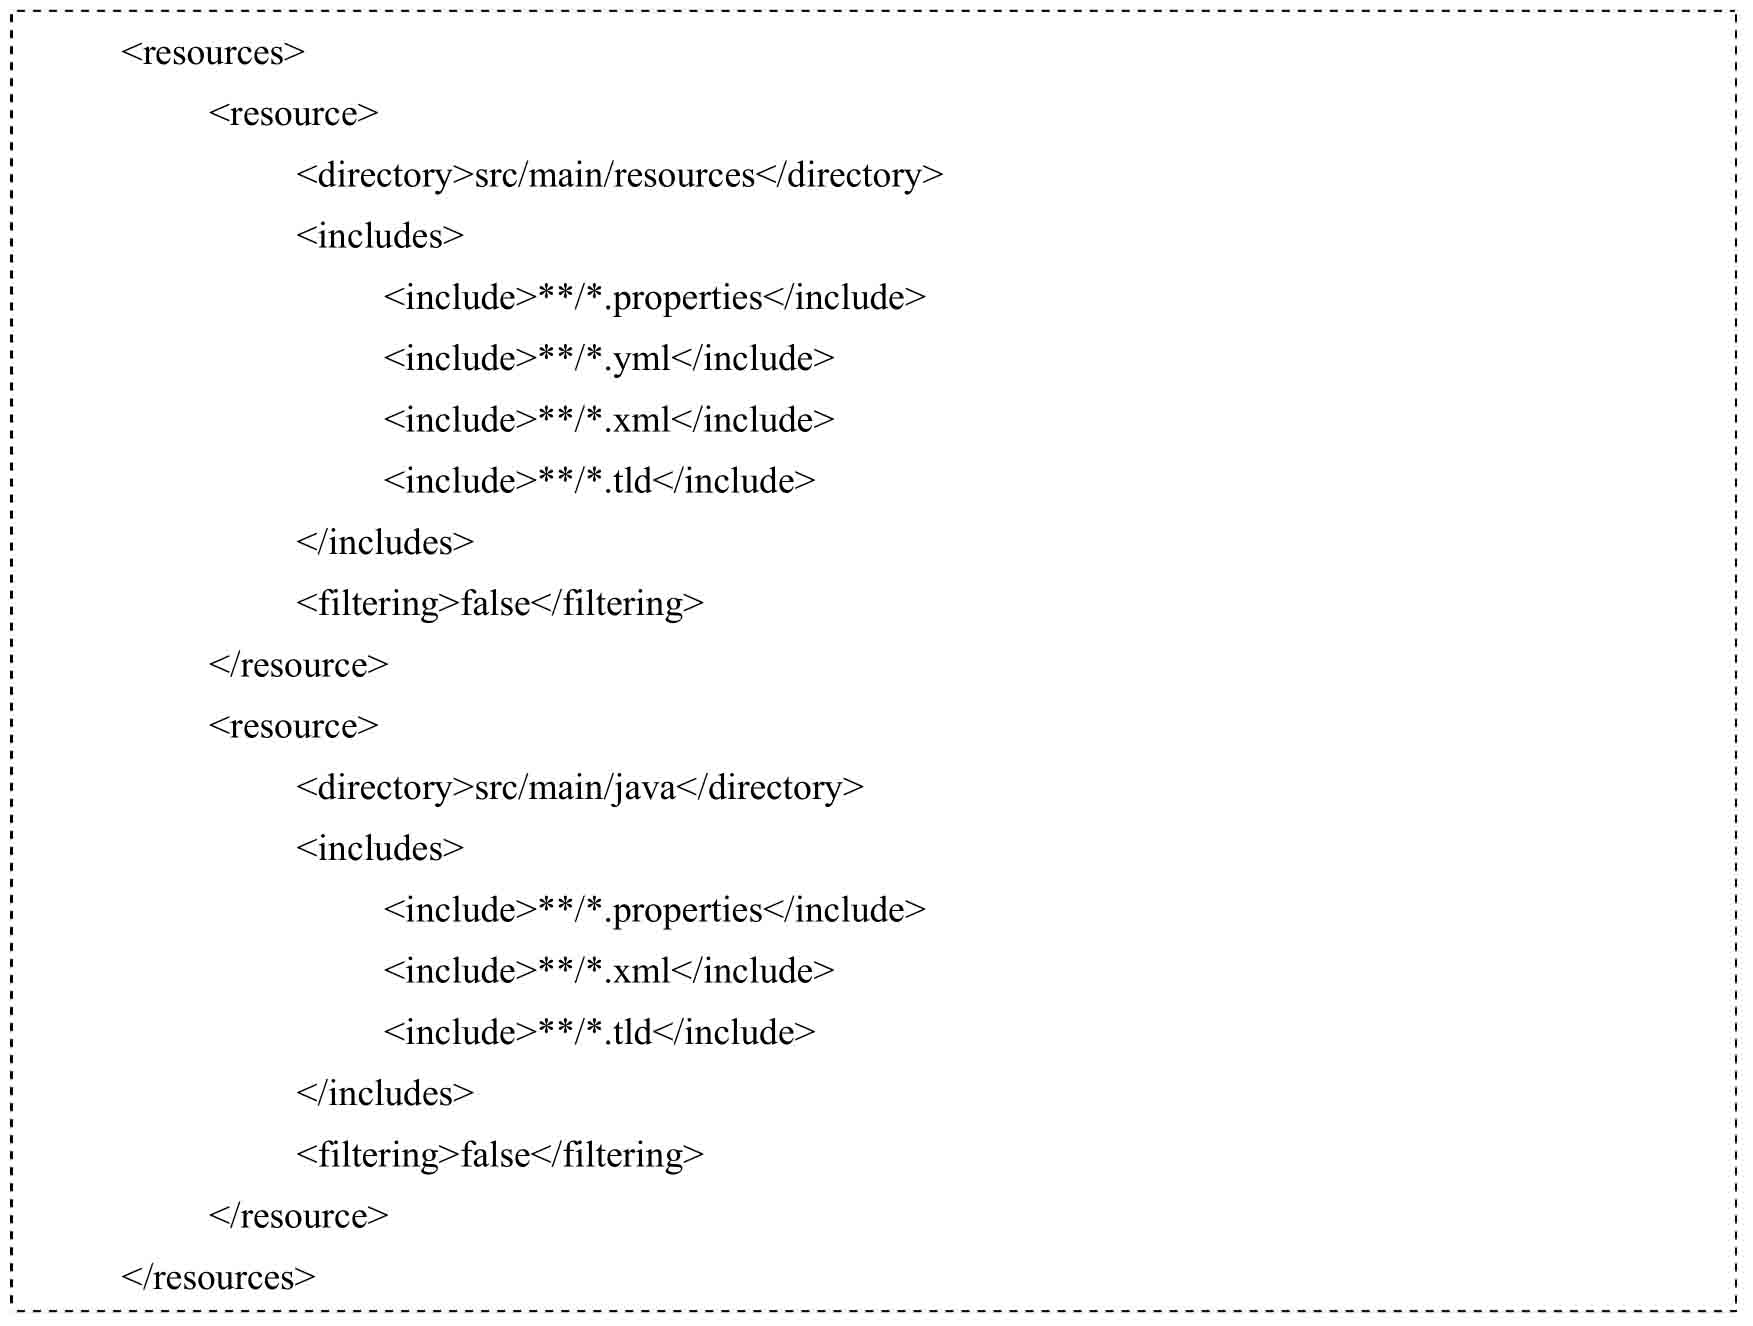 <resources>
<resource>
<directory>src/main/resources</directory>
<includes>
<include>**/*.properties</include>
<include>**/*.yml</include>
<include>**/*.xml</include>
<include>**/*.tld</include>
</includes>
<filtering>false</filtering>
</resource>
<resource>
<directory>src/main/java</directory>
<includes>
<include>**/*.properties</include>
<include>**/*.xml</include>
<include>**/*.tld</include>
</includes>
<filtering>false</filtering>
</resource>
</resources>